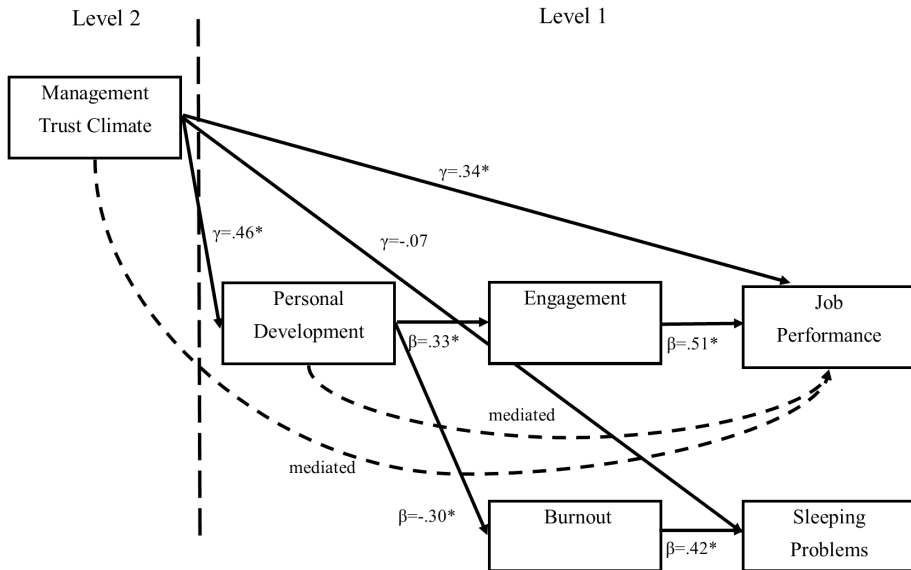 Level 2
Level 1
Management
Trust Climate
γ=.34*
γ=.46*
γ=-.07
Personal
Development
Engagement
Job
Performance
β=.33*
β=.51*
mediated
mediated
β=-.30*
Burnout
β=.42*
Sleeping
Problems